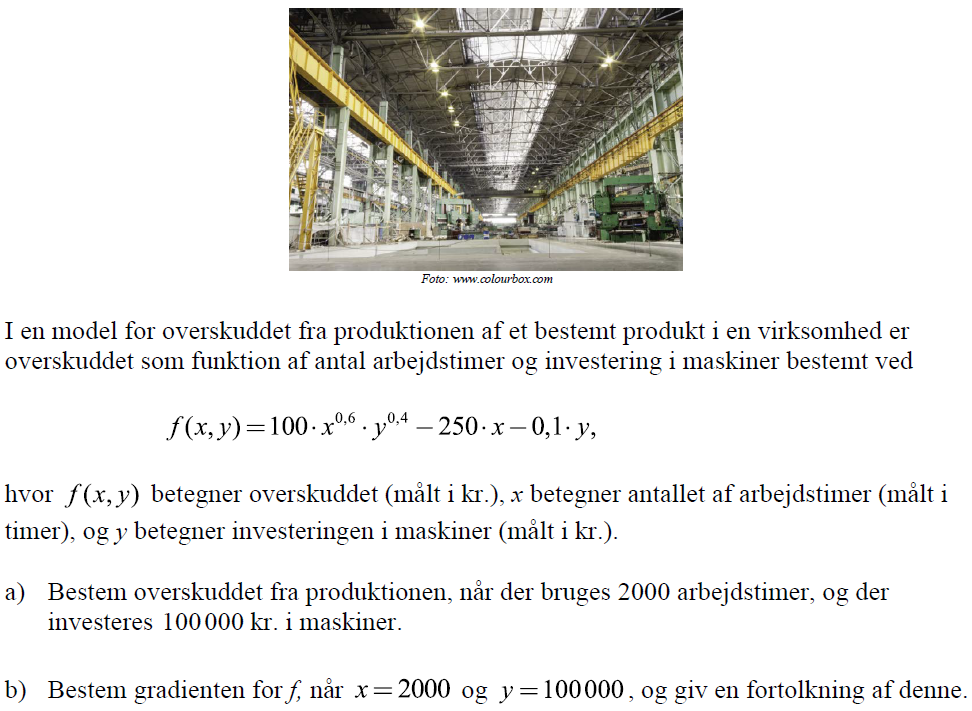 Foto: www.colourbox.com
I en model for overskuddet fra produktionen af et bestemt produkt i en virksomhed er
overskuddet som funktion af antal arbejdstimer og investering i maskiner bestemt ved
f(x, y) = 100 · x^0,6 · y^0,4 − 250 · x − 0,1 · y,
hvor f(x, y) betegner overskuddet (målt i kr.), x betegner antallet af arbejdstimer (målt i
timer), og y betegner investeringen i maskiner (målt i kr.).
a) Bestem overskuddet fra produktionen, når der bruges 2000 arbejdstimer, og der
investeres 100 000 kr. i maskiner.
b) Bestem gradienten for f, når x = 2000 og y = 100 000, og giv en fortolkning af denne.